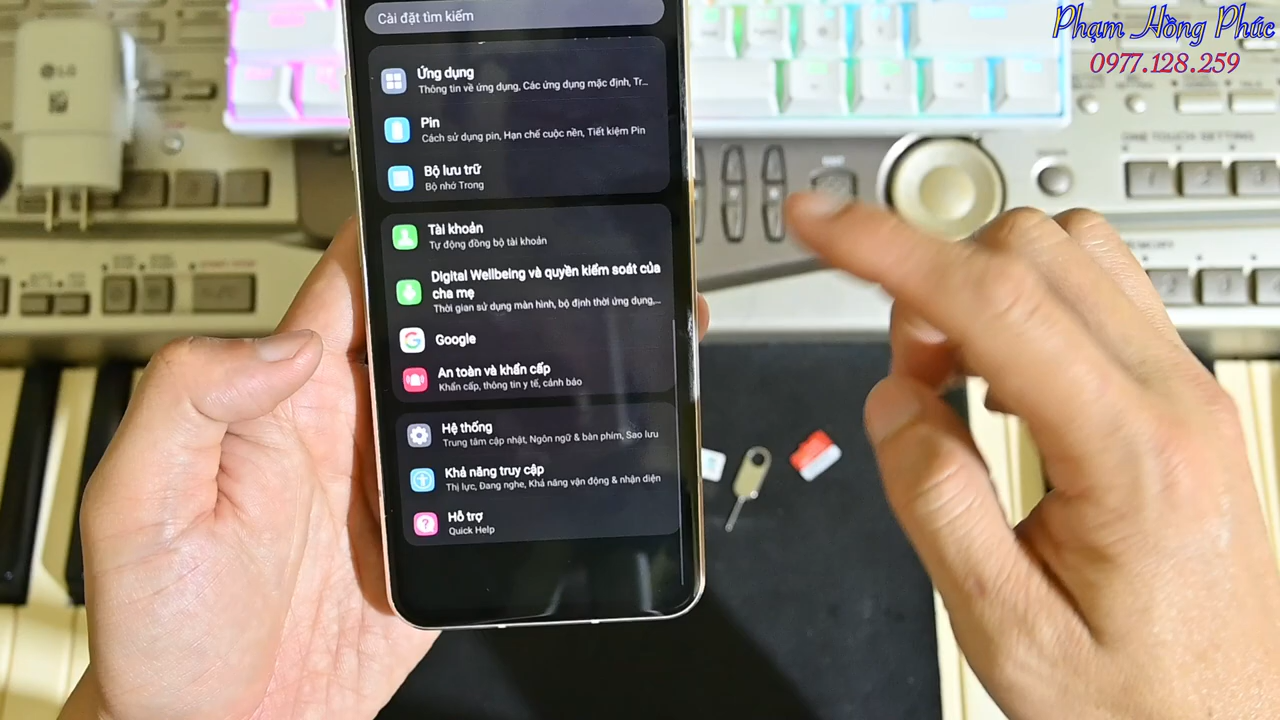 Phạm Hồng Phúc
0977.128.259
LG
ONE TOUCH SETTING
MEMORY
Cài đặt tìm kiếm
Ứng dụng
Thông tin về ứng dụng, Các ứng dụng mặc định, Tr...
Pin
Cách sử dụng pin, Hạn chế cuộc nền, Tiết kiệm Pin
Bộ lưu trữ
Bộ nhớ Trong
Tài khoản
Tự động đồng bộ tài khoản
Digital Wellbeing và quyền kiểm soát của
cha mẹ
Thời gian sử dụng màn hình, bộ định thời ứng dụng,...
Google
An toàn và khẩn cấp
Khẩn cấp, thông tin y tế, cảnh báo
Hệ thống
Trung tâm cập nhật, Ngôn ngữ & bàn phím, Sao lưu
Khả năng truy cập
Thị lực, Đang nghe, Khả năng vận động & nhận diện
Hỗ trợ
Quick Help